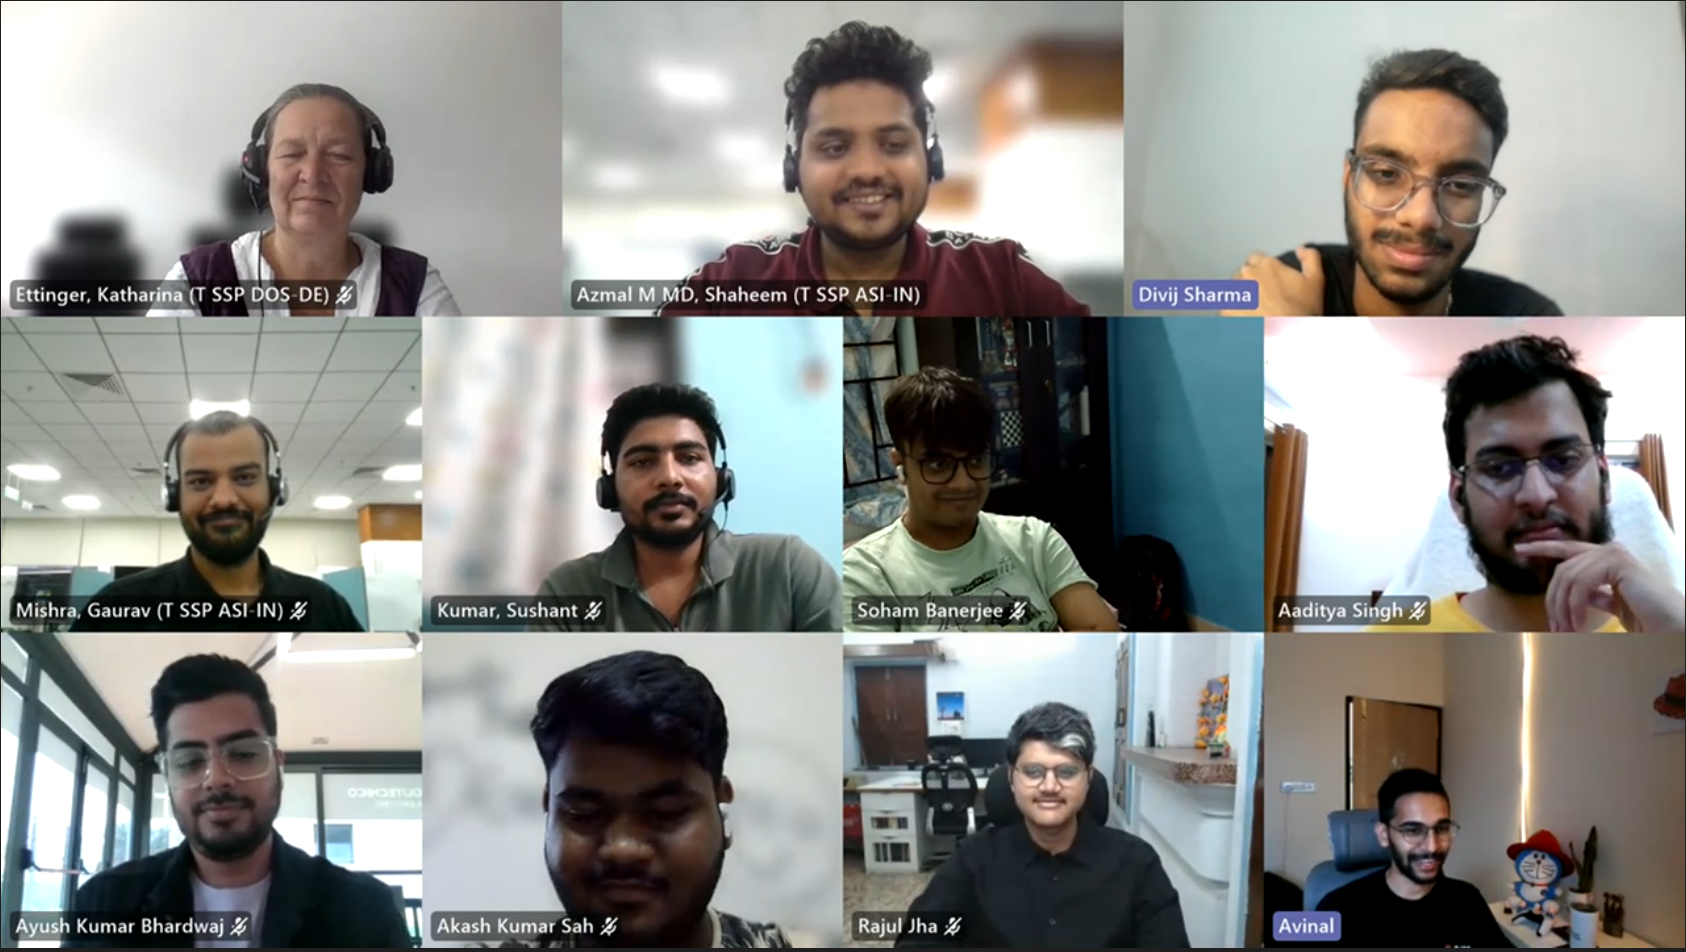 Ettinger, Katharina (T SSP DOS-DE)
Azmal M MD, Shaheem (T SSP ASI-IN)
Divij Sharma
Mishra, Gaurav (T SSP ASI-IN)
Kumar, Sushant
Soham Banerjee
Aaditya Singh
Ayush Kumar Bhardwaj
Akash Kumar Sah
Rajul Jha
Avinal